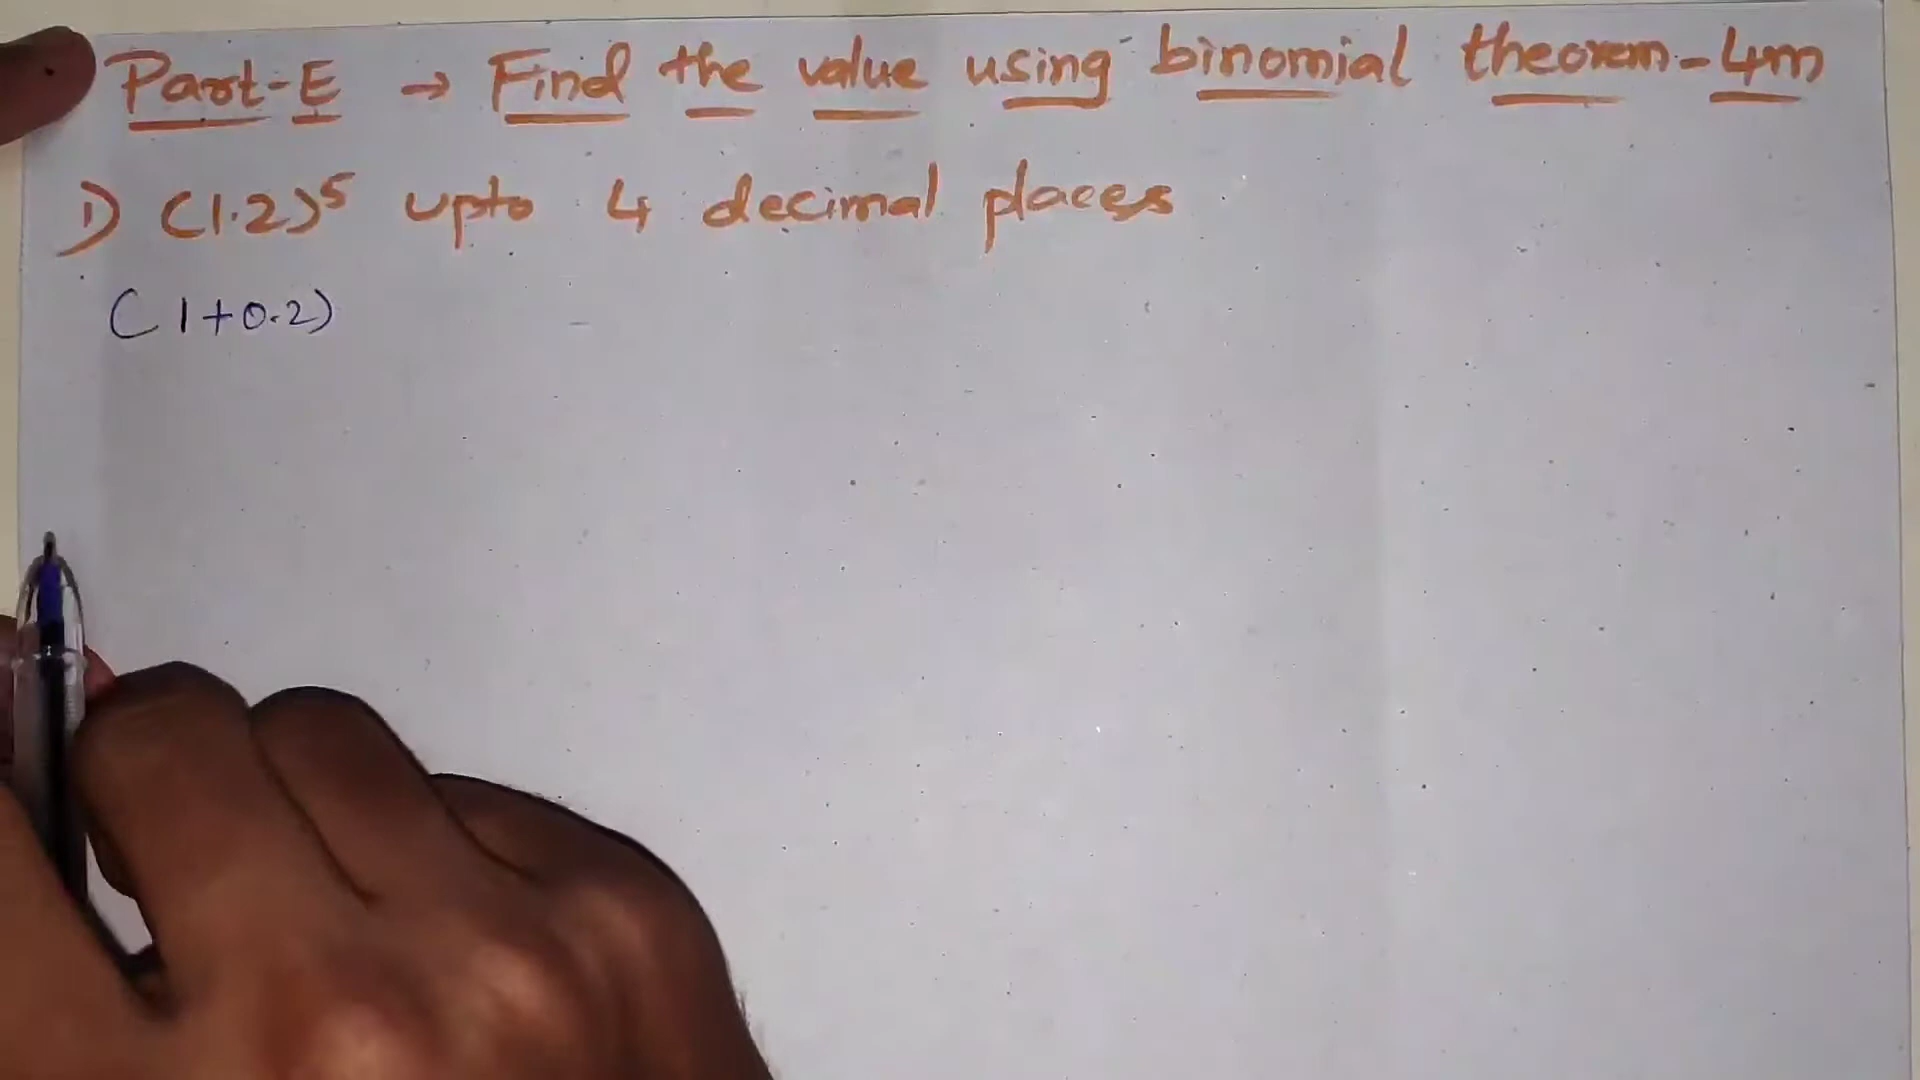 Part-E → Find the value using binomial theorem-4m
1) (1.2)⁵ upto 4 decimal places
(1+0.2)